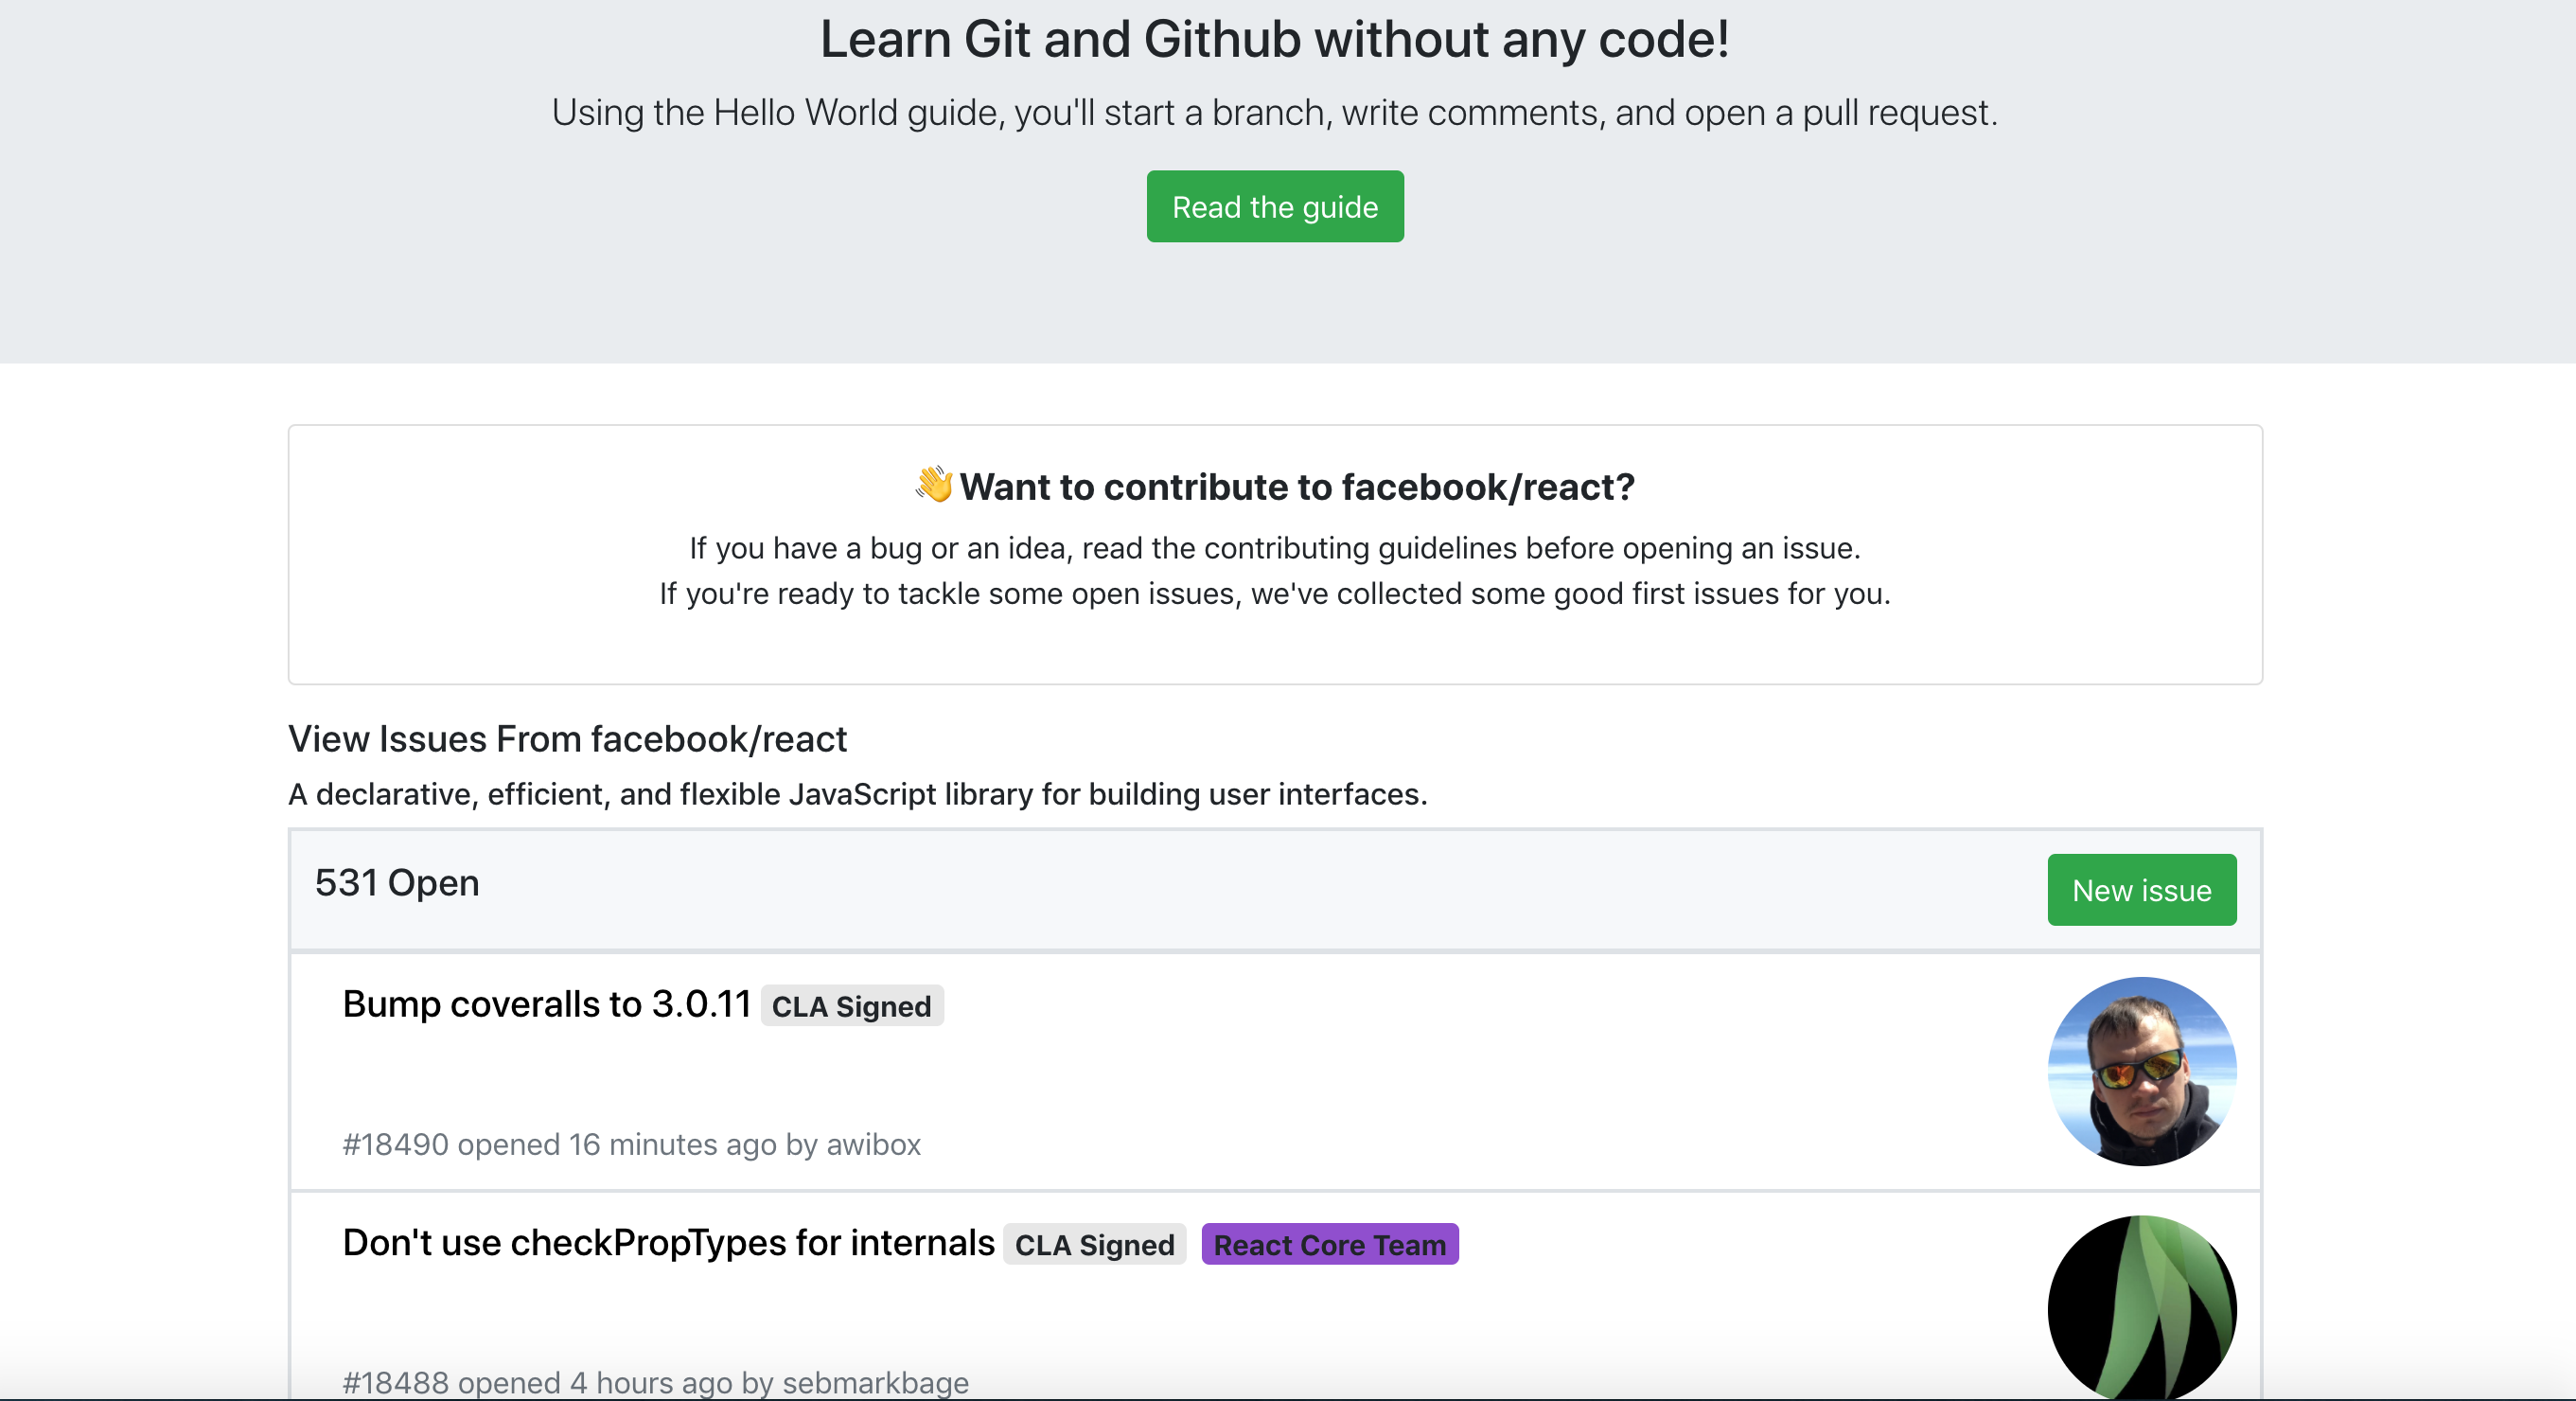 Learn Git and Github without any code!
Using the Hello World guide, you'll start a branch, write comments, and open a pull request.
Read the guide
👋Want to contribute to facebook/react?
If you have a bug or an idea, read the contributing guidelines before opening an issue.
If you're ready to tackle some open issues, we've collected some good first issues for you.
View Issues From facebook/react
A declarative, efficient, and flexible JavaScript library for building user interfaces.
531 Open
New issue
Bump coveralls to 3.0.11 CLA Signed
#18490 opened 16 minutes ago by awibox
Don't use checkPropTypes for internals CLA Signed React Core Team
#18488 opened 4 hours ago by sebmarkbage